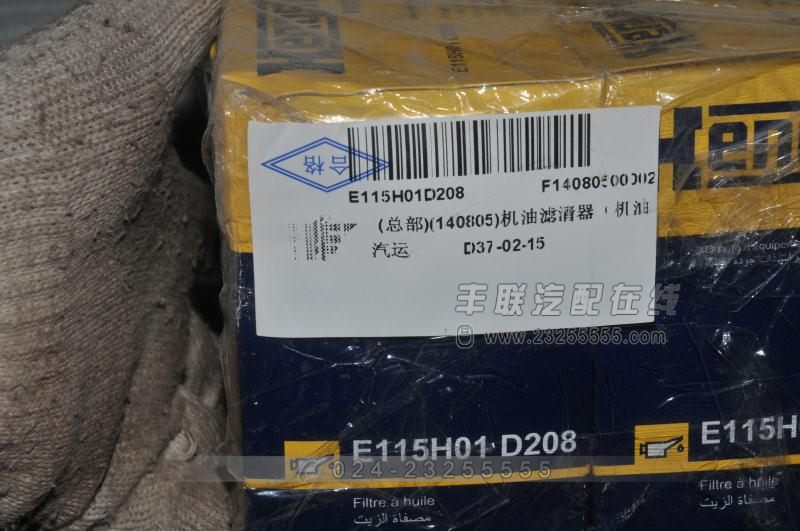 E115H01
合格
E115H01D208
F14080500002
(总部)(140805)机油滤清器（机油
汽运 D37-02-15
丰联汽配在线
www.23255555.com
E115H01 D208
E115H
024-23255555
Filtre à huile
مصفاة الزيت
Filtre à huile
مصفاة الزيت